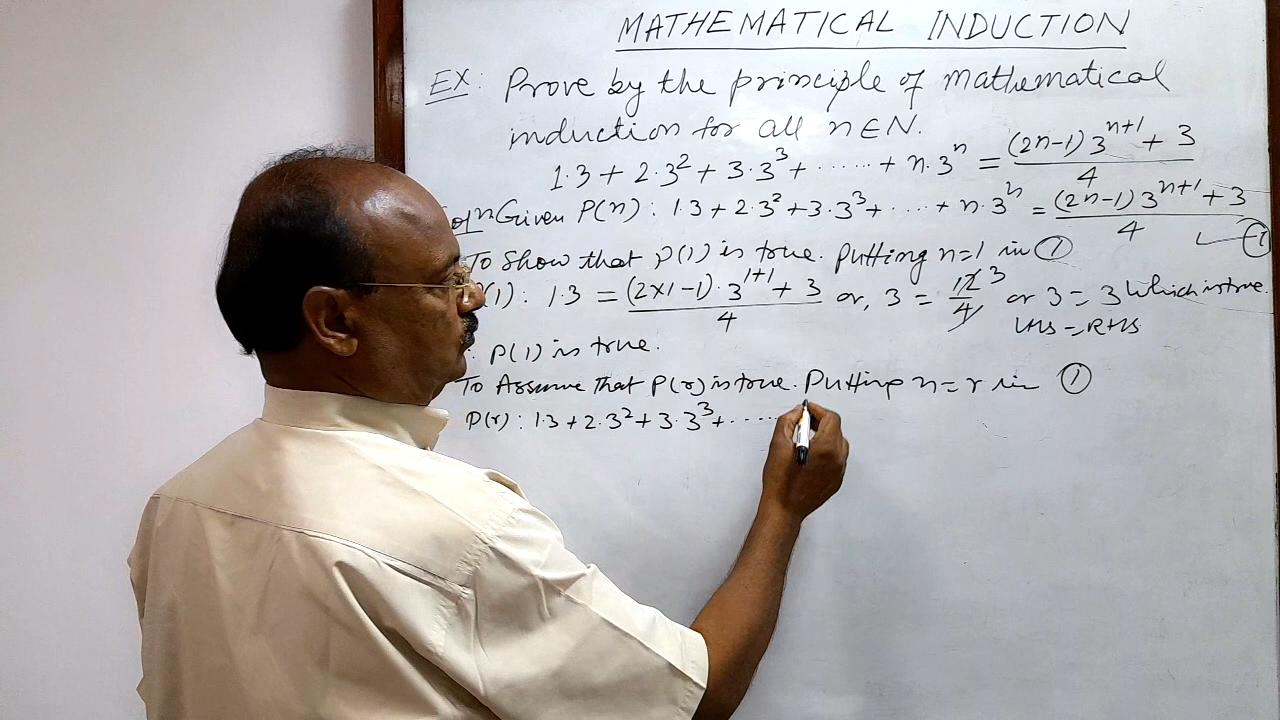 MATHEMATICAL INDUCTION
EX: Prove by the principle of mathematical
induction for all n∈N.
1·3 + 2·3² + 3·3³ + ...... + n·3ⁿ = ((2n-1)3ⁿ⁺¹ + 3)/4
Solⁿ Given P(n) : 1·3 + 2·3² + 3·3³ + ..... + n·3ⁿ = ((2n-1)3ⁿ⁺¹ + 3)/4 ①
To Show that P(1) is true. Putting n=1 in ①
(1) : 1·3 = ((2×1-1)·3¹⁺¹ + 3)/4 or, 3 = 12/4 3 or 3 = 3 Which is true.
LHS = RHS
P(1) is true.
To Assume that P(r) is true. Putting n=r in ①
P(r) : 1·3 + 2·3² + 3·3³ + .....